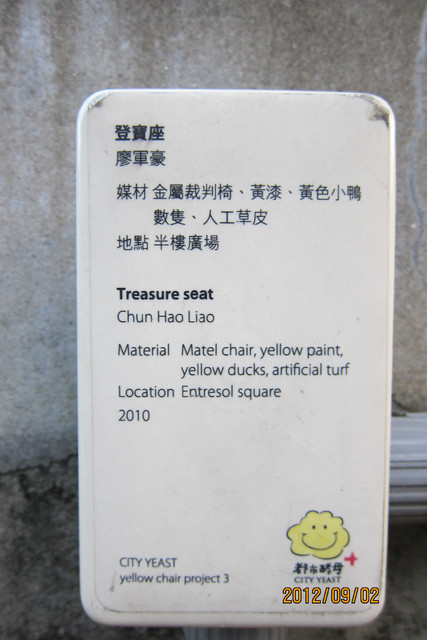 登寶座
廖軍豪
媒材 金屬裁判椅、黃漆、黃色小鴨
數隻、人工草皮
地點 半樓廣場
Treasure seat
Chun Hao Liao
Material Matel chair, yellow paint,
yellow ducks, artificial turf
Location Entresol square
2010
CITY YEAST
yellow chair project 3
都市酵母
CITY YEAST
2012/09/02